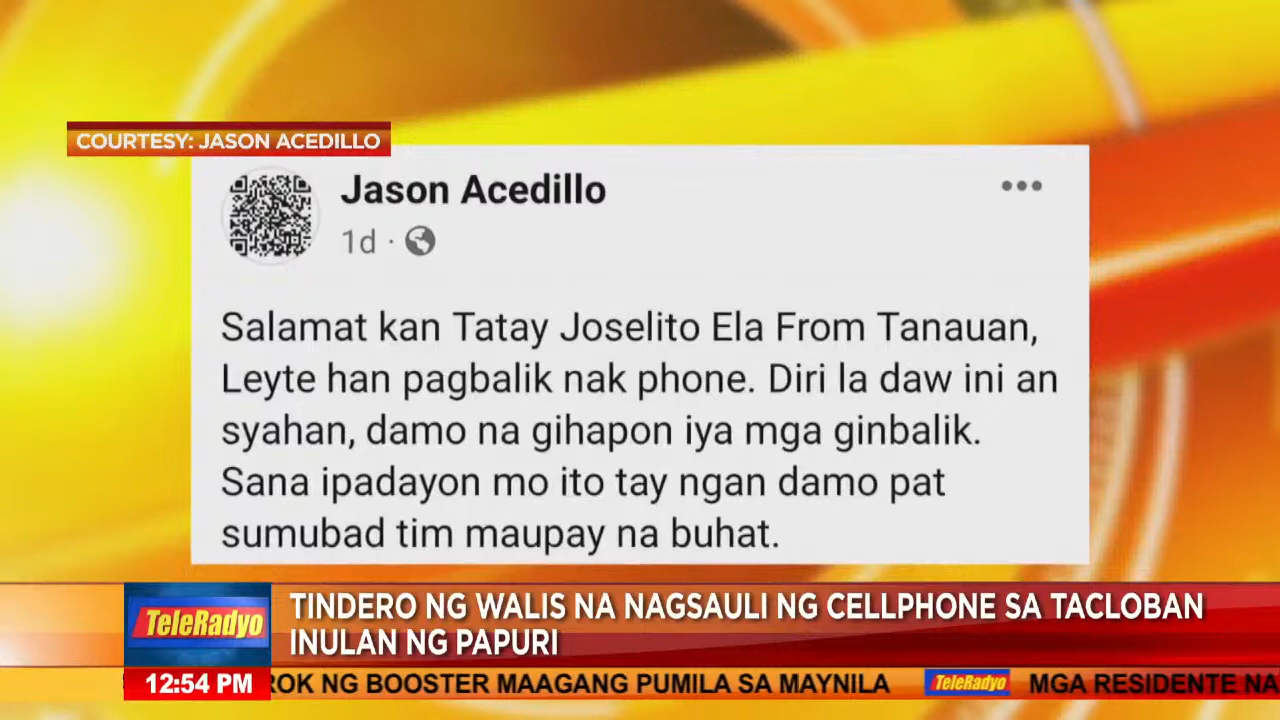 COURTESY: JASON ACEDILLO
Jason Acedillo
1d ·
Salamat kan Tatay Joselito Ela From Tanauan,
Leyte han pagbalik nak phone. Diri la daw ini an
syahan, damo na gihapon iya mga ginbalik.
Sana ipadayon mo ito tay ngan damo pat
sumubad tim maupay na buhat.
TeleRadyo
TINDERO NG WALIS NA NAGSAULI NG CELLPHONE SA TACLOBAN
INULAN NG PAPURI
12:54 PM
ROK NG BOOSTER MAAGANG PUMILA SA MAYNILA TeleRadyo MGA RESIDENTE NA